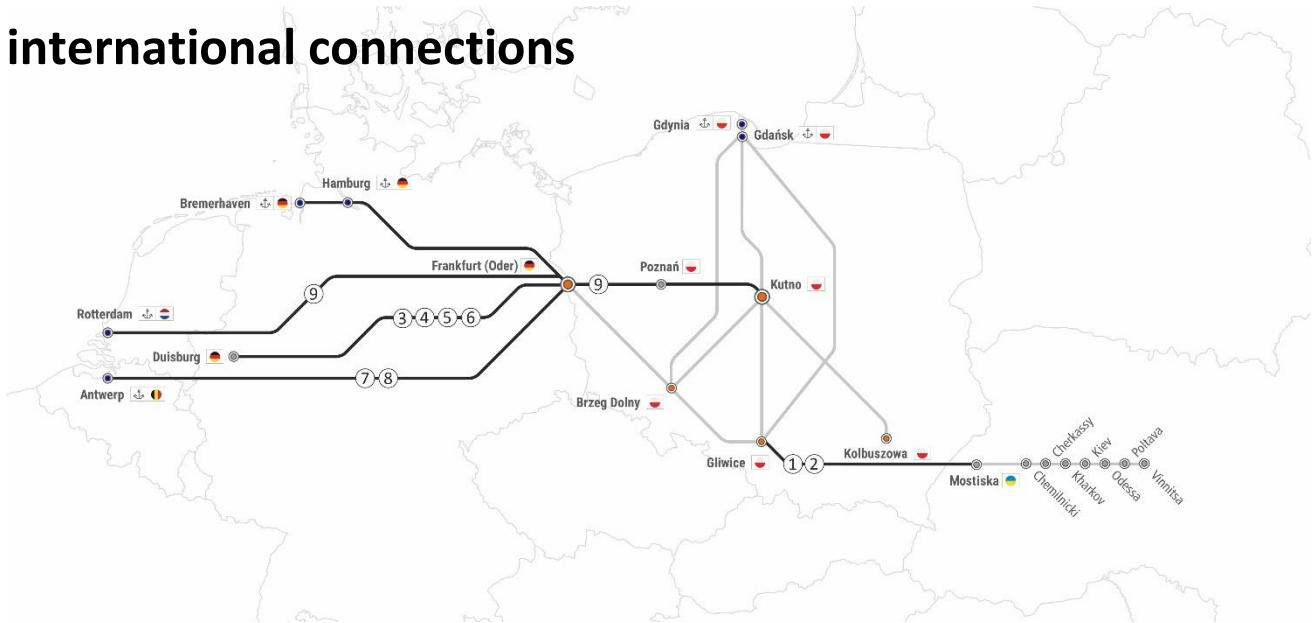 international connections
Gdynia
Gdańsk
Hamburg
Bremerhaven
Frankfurt (Oder)
Poznań
9
Kutno
9
Rotterdam
3 4 5 6
Duisburg
7 8
Antwerp
Brzeg Dolny
Gliwice
1 2
Kolbuszowa
Mostiska
Chemilnicki
Cherkassy
Kharkov
Kiev
Odessa
Poltava
Vinnitsa